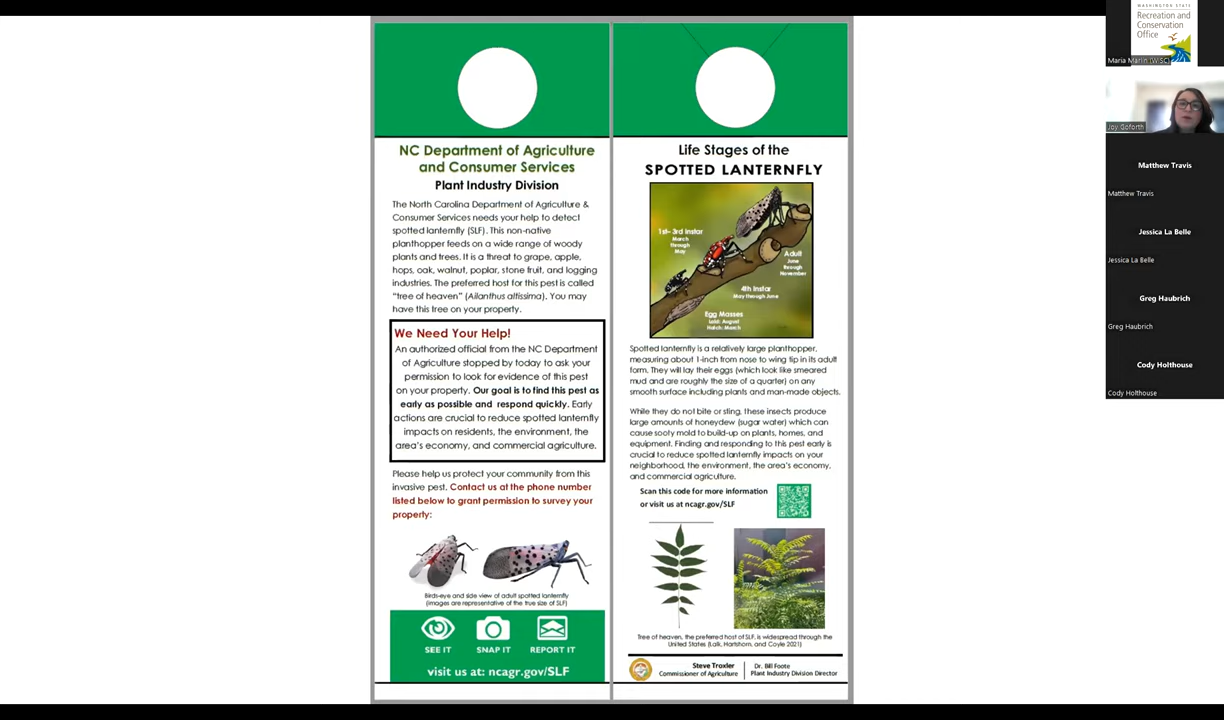 NC Department of Agriculture
and Consumer Services
Plant Industry Division
The North Carolina Department of Agriculture &
Consumer Services needs your help to detect
spotted lanternfly (SLF). This non-native
planthopper feeds on a wide range of woody
plants and trees. It is a threat to grape, apple,
hops, oak, walnut, poplar, stone fruit, and logging
industries. The preferred host for this pest is called
"tree of heaven" (Ailanthus altissima). You may
have this tree on your property.
We Need Your Help!
An authorized official from the NC Department
of Agriculture stopped by today to ask your
permission to look for evidence of this pest
on your property. Our goal is to find this pest as
early as possible and respond quickly. Early
actions are crucial to reduce spotted lanternfly
impacts on residents, the environment, the
area's economy, and commercial agriculture.
Please help us protect your community from this
invasive pest. Contact us at the phone number
listed below to grant permission to survey your
property:
Birds-eye and side view of adult spotted lanternfly
(images are representative of the true size of SLF)
SEE IT SNAP IT REPORT IT
visit us at: ncagr.gov/SLF
Life Stages of the
SPOTTED LANTERNFLY
1st- 3rd Instar
March
through
May
Adult
June
through
November
4th Instar
May through June
Egg Masses
Laid: August
Hatch: March
Spotted lanternfly is a relatively large planthopper,
measuring about 1-inch from nose to wing tip in its adult
form. They will lay their eggs (which look like smeared
mud and are roughly the size of a quarter) on any
smooth surface including plants and man-made objects.
While they do not bite or sting, these insects produce
large amounts of honeydew (sugar water) which can
cause sooty mold to build-up on plants, homes, and
equipment. Finding and responding to this pest early is
crucial to reduce spotted lanternfly impacts on your
neighborhood, the environment, the area's economy,
and commercial agriculture.
Scan this code for more information
or visit us at ncagr.gov/SLF
Tree of heaven, the preferred host of SLF, is widespread through the
United States (Lalk, Hartshorn, and Coyle 2021)
Steve Troxler
Commissioner of Agriculture
Dr. Bill Foote
Plant Industry Division Director
WASHINGTON STATE
Recreation and
Conservation
Office
Maria Marlin (WISC)
Joy Goforth
Matthew Travis
Matthew Travis
Jessica La Belle
Jessica La Belle
Greg Haubrich
Greg Haubrich
Cody Holthouse
Cody Holthouse